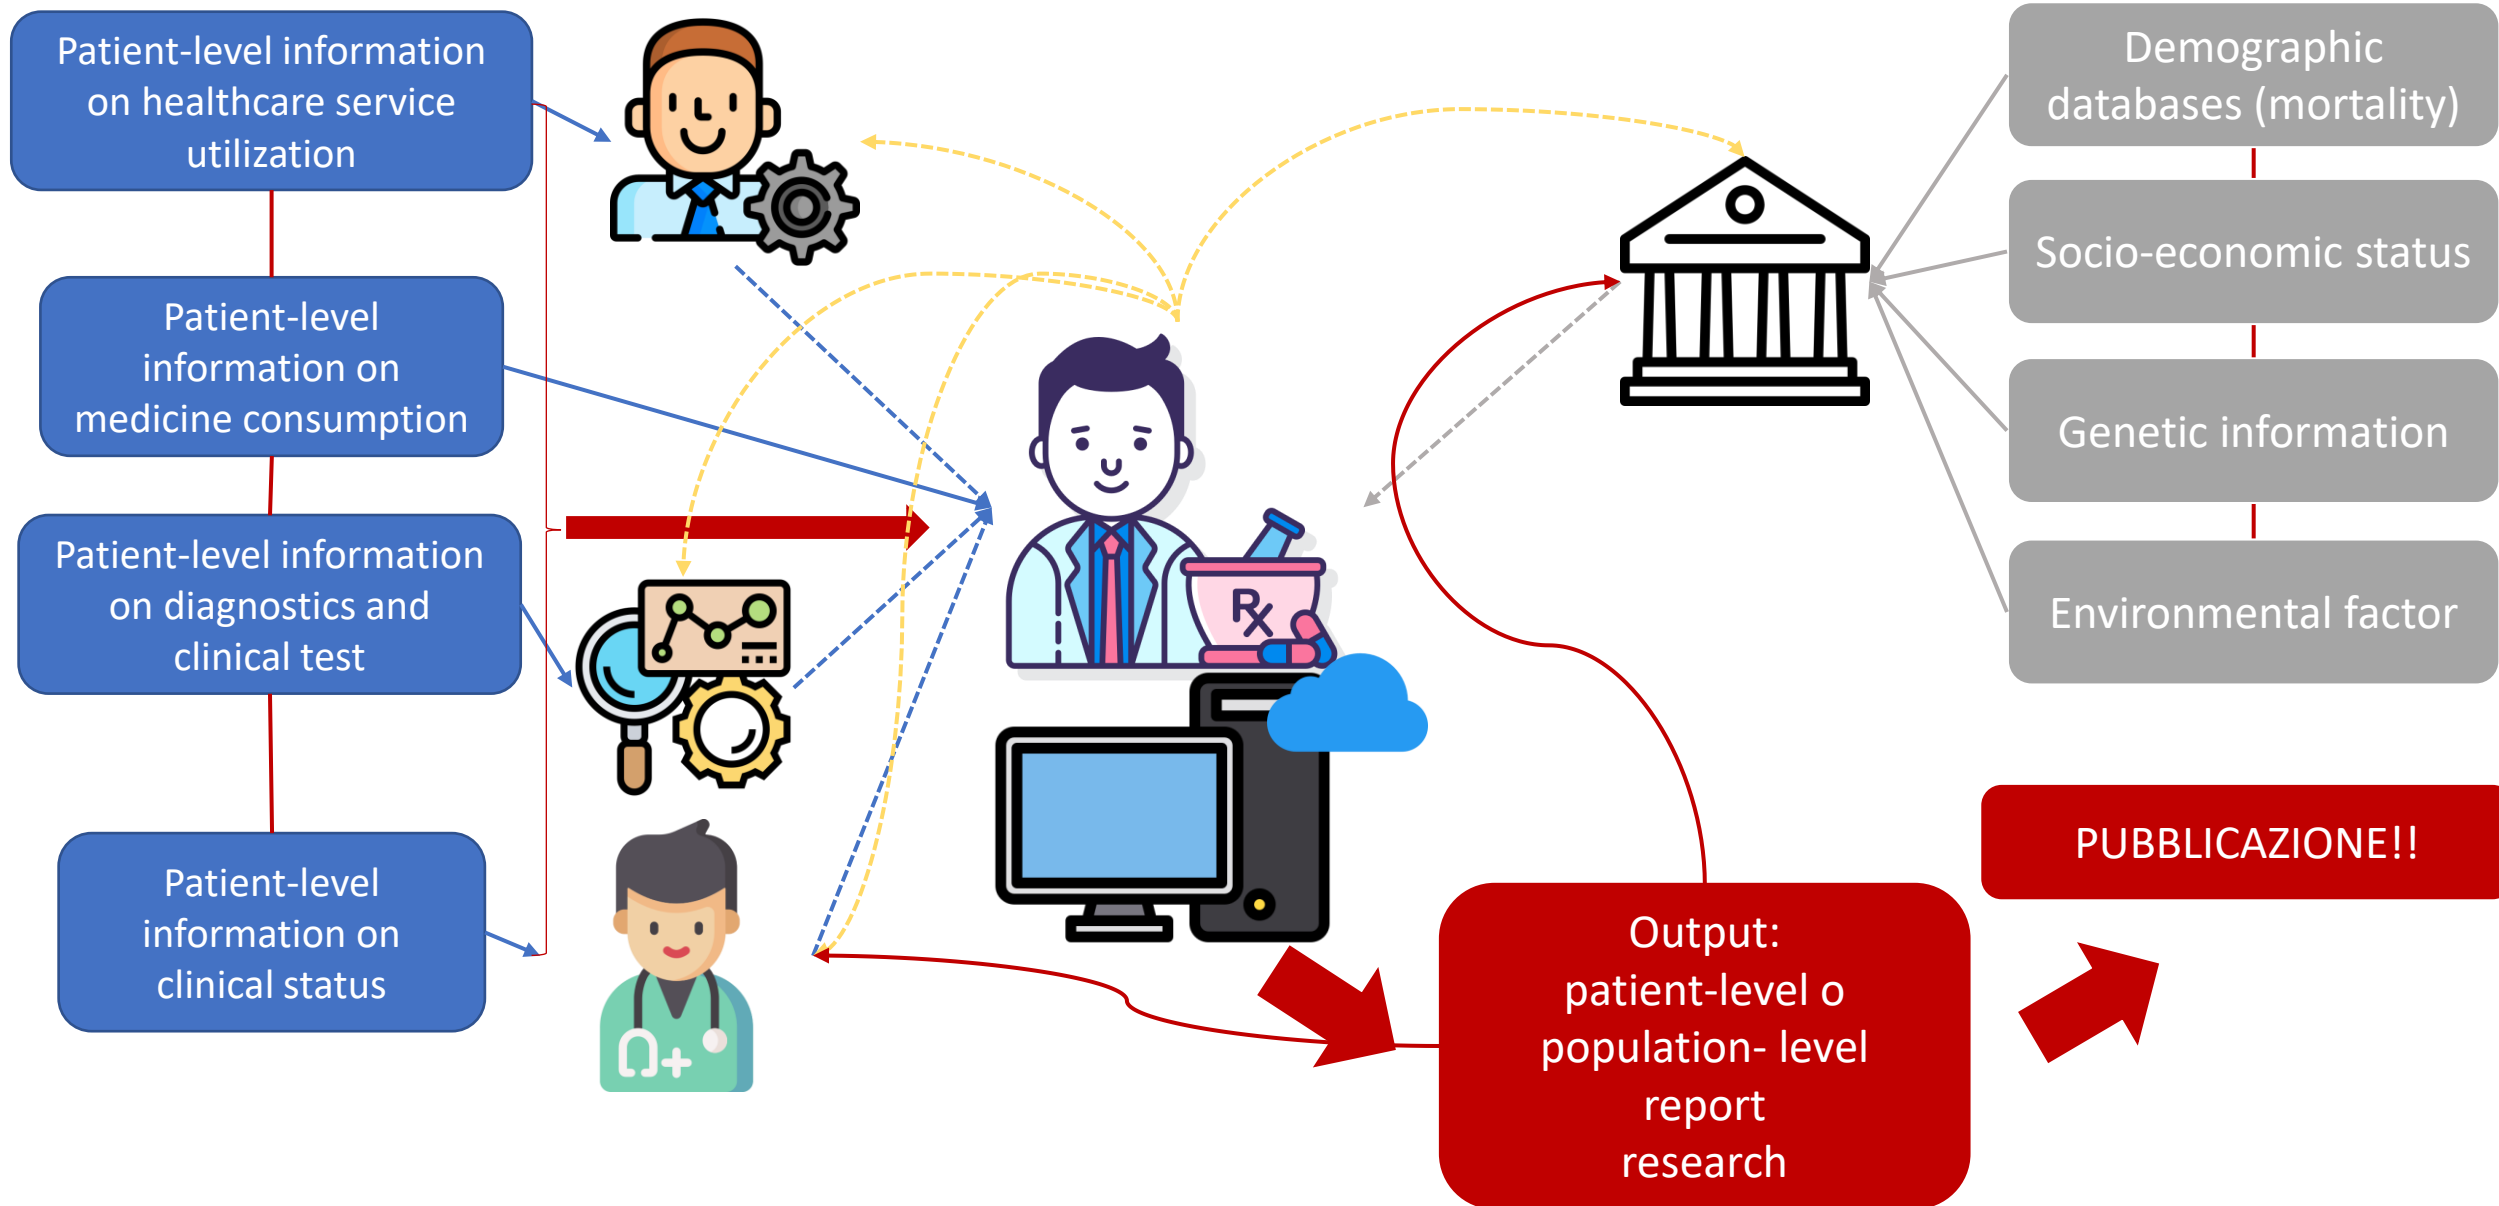 Patient-level information
on healthcare service
utilization
Patient-level
information on
medicine consumption
Patient-level information
on diagnostics and
clinical test
Patient-level
information on
clinical status
Rx
Demographic
databases (mortality)
Socio-economic status
Genetic information
Environmental factor
PUBBLICAZIONE!!
Output:
patient-level o
population- level
report
research